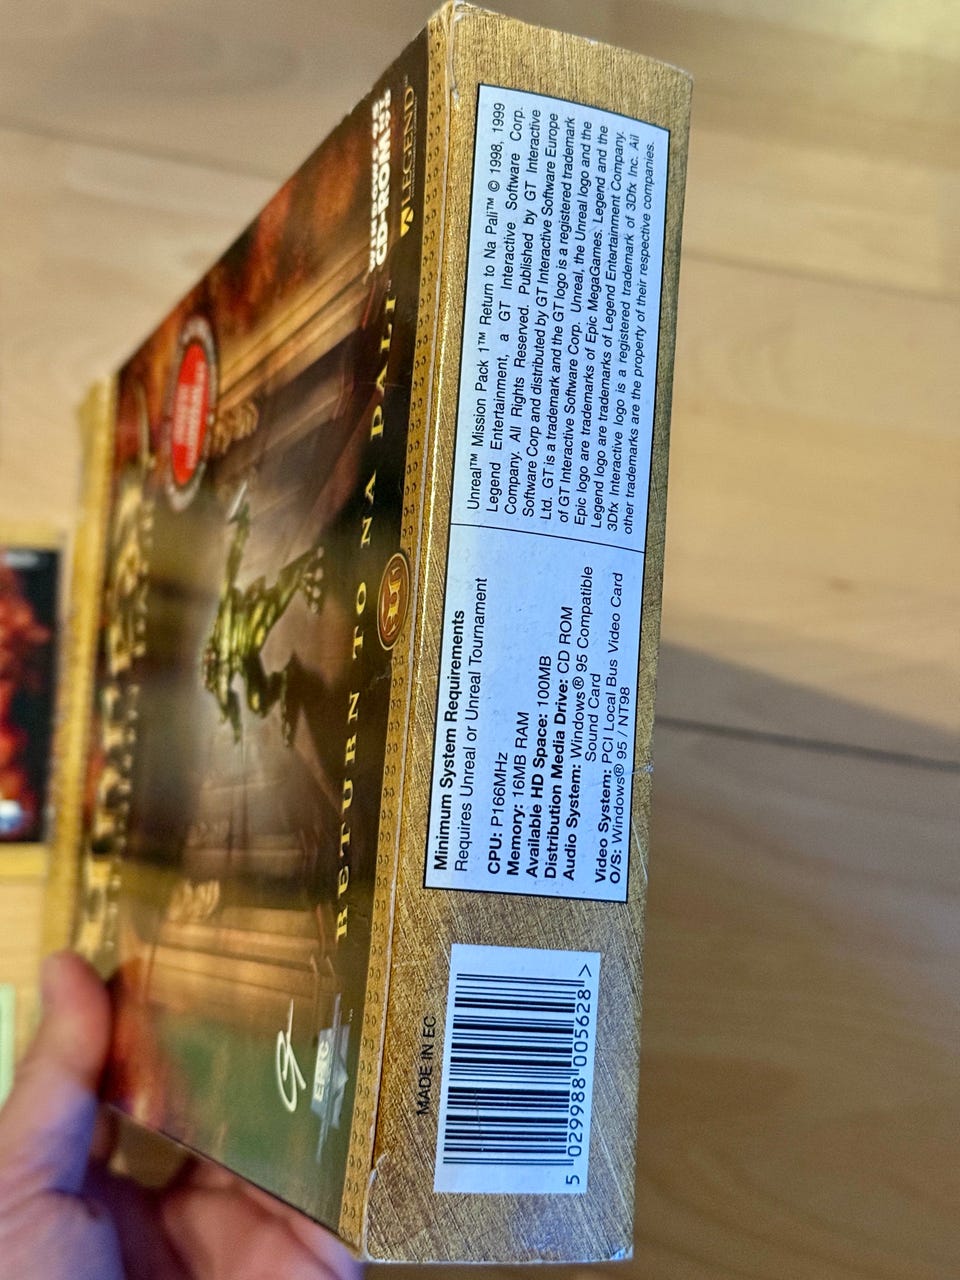 WINDOWS 95
CD-ROM 95
LEGEND™
RETURN TO NA PALI™
EPIC
Minimum System Requirements
Requires Unreal or Unreal Tournament
CPU: P166MHz
Memory: 16MB RAM
Available HD Space: 100MB
Distribution Media Drive: CD ROM
Audio System: Windows® 95 Compatible
Sound Card
Video System: PCI Local Bus Video Card
O/S: Windows® 95 / NT98
Unreal™ Mission Pack 1™ Return to Na Pali™ © 1998, 1999
Legend Entertainment, a GT Interactive Software Corp.
Company. All Rights Reserved. Published by GT Interactive
Software Corp and distributed by GT Interactive Software Europe
Ltd. GT is a trademark and the GT logo is a registered trademark
of GT Interactive Software Corp. Unreal, the Unreal logo and the
Epic logo are trademarks of Epic MegaGames. Legend and the
Legend logo are trademarks of Legend Entertainment Company.
3Dfx Interactive logo is a registered trademark of 3Dfx Inc. All
other trademarks are the property of their respective companies.
MADE IN EC
5 029988 005628 >